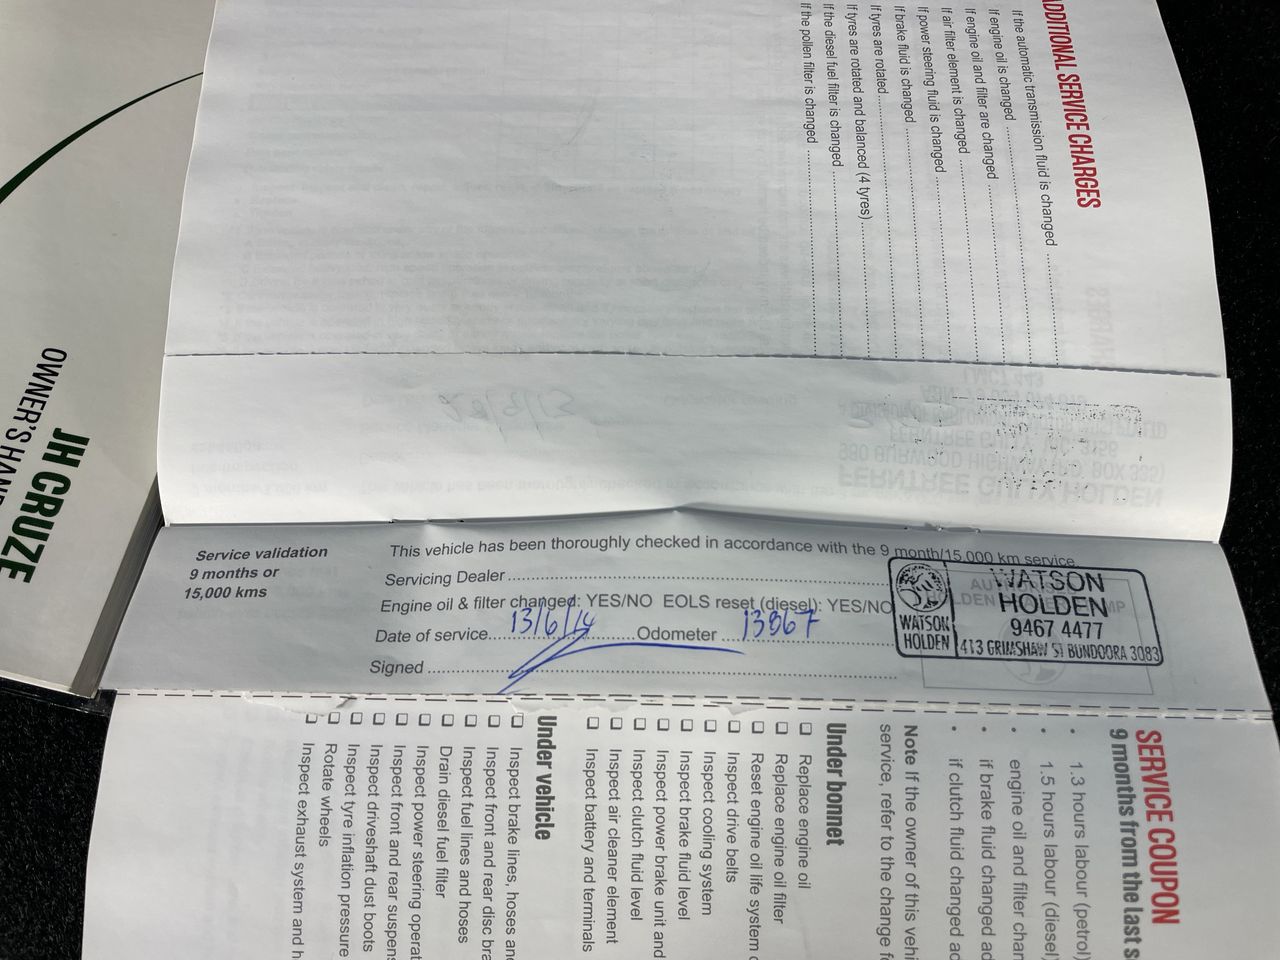 ADDITIONAL SERVICE CHARGES
If the automatic transmission fluid is changed
If engine oil is changed
If engine oil and filter are changed
If air filter element is changed
If power steering fluid is changed
If brake fluid is changed
If tyres are rotated
If tyres are rotated and balanced (4 tyres)
If the diesel fuel filter is changed
If the pollen filter is changed
JH CRUZE
OWNER'S HAN
Service validation
9 months or
15,000 kms
This vehicle has been thoroughly checked in accordance with the 9 month/15,000 km service
Servicing Dealer
Engine oil & filter changed: YES/NO EOLS reset (diesel): YES/NO
Date of service 13/6/14 Odometer 13867
Signed
WATSON
HOLDEN
9467 4477
413 GRIMSHAW ST BUNDOORA 3083
WATSON
HOLDEN
SERVICE COUPON
9 months from the last s
• 1.3 hours labour (petrol)
• 1.5 hours labour (diesel)
• engine oil and filter chan
• if brake fluid changed ad
• if clutch fluid changed ad
Note If the owner of this vehi
service, refer to the change f
Under bonnet
❑ Replace engine oil
❑ Replace engine oil filter
❑ Reset engine oil life system
❑ Inspect drive belts
❑ Inspect cooling system
❑ Inspect brake fluid level
❑ Inspect power brake unit and
❑ Inspect clutch fluid level
❑ Inspect air cleaner element
❑ Inspect battery and terminals
Under vehicle
❑ Inspect brake lines, hoses an
❑ Inspect front and rear disc bra
❑ Inspect fuel lines and hoses
❑ Drain diesel fuel filter
❑ Inspect power steering operat
❑ Inspect front and rear suspen
❑ Inspect driveshaft dust boots
❑ Inspect tyre inflation pressure
❑ Rotate wheels
❑ Inspect exhaust system and h